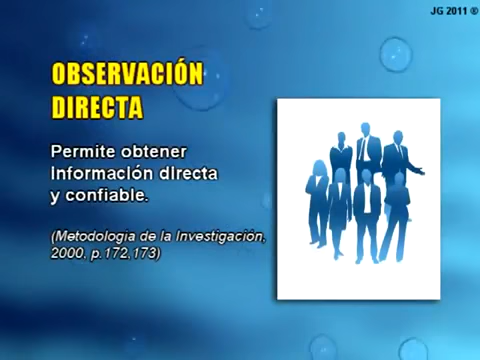 JG 2011 ®
OBSERVACIÓN
DIRECTA
Permite obtener
información directa
y confiable.
(Metodología de la Investigación,
2000, p.172,173)